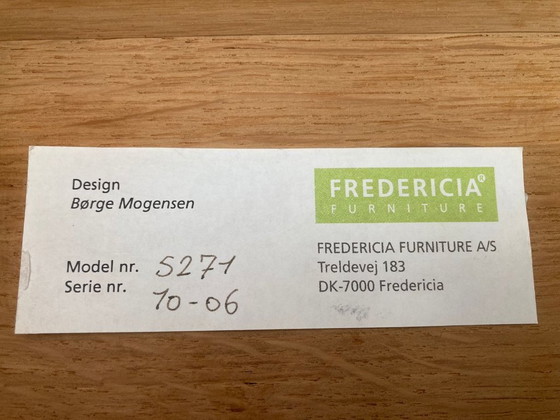 Design
Børge Mogensen
Model nr. 5271
Serie nr. 10-06
FREDERICIA®
FURNITURE
FREDERICIA FURNITURE A/S
Treldevej 183
DK-7000 Fredericia